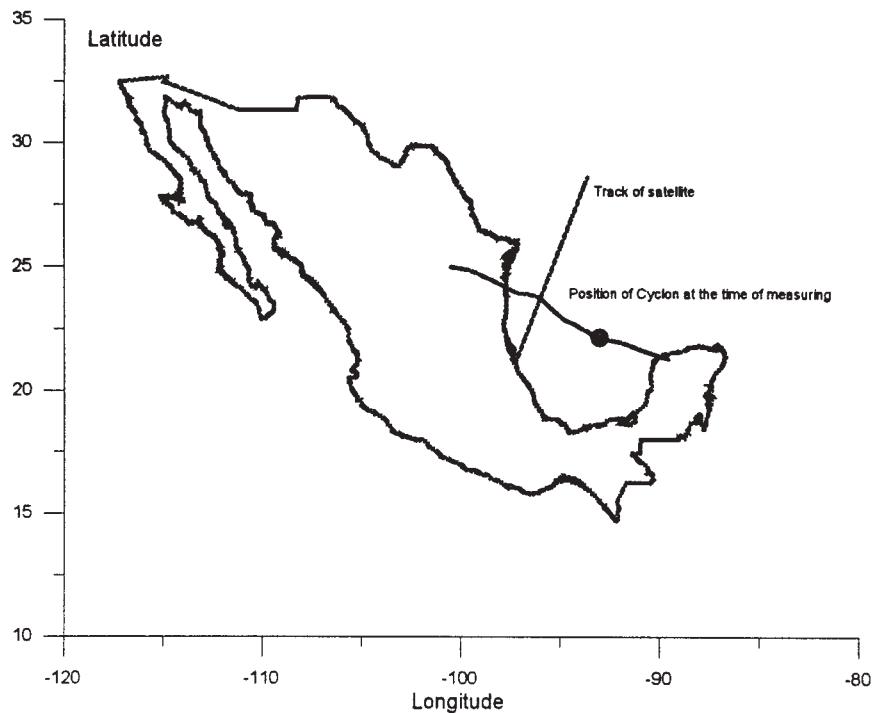 35
Latitude
30
Track of satellite
25
Position of Cyclon at the time of measuring
20
15
10
-120
-110
-100
-90
-80
Longitude